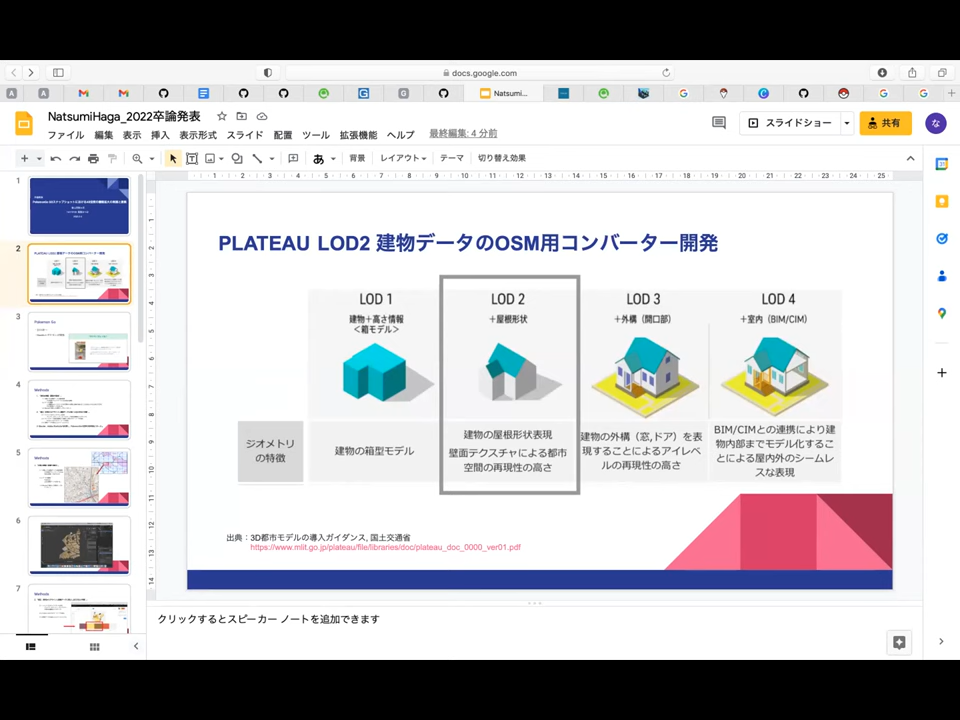 docs.google.com
Natsumi...
NatsumiHaga_2022卒論発表
ファイル 編集 表示 挿入 表示形式 スライド 配置 ツール 拡張機能 ヘルプ 最終編集: 4 分前
スライドショー
共有
な
背景 レイアウト テーマ 切り替え効果
PLATEAU LOD2 建物データのOSM用コンバーター開発
LOD 1
建物＋高さ情報
＜箱モデル＞
LOD 2
＋屋根形状
LOD 3
＋外構（開口部）
LOD 4
＋室内（BIM/CIM）
ジオメトリ
の特徴
建物の箱型モデル
建物の屋根形状表現
壁面テクスチャによる都市
空間の再現性の高さ
建物の外構（窓,ドア）を表
現することによるアイレベ
ルの再現性の高さ
BIM/CIMとの連携により建
物内部までモデル化するこ
とによる屋内外のシームレ
スな表現
出典：3D都市モデルの導入ガイダンス, 国土交通省
https://www.mlit.go.jp/plateau/file/libraries/doc/plateau_doc_0000_ver01.pdf
クリックするとスピーカー ノートを追加できます
1
2
3
4
5
6
7